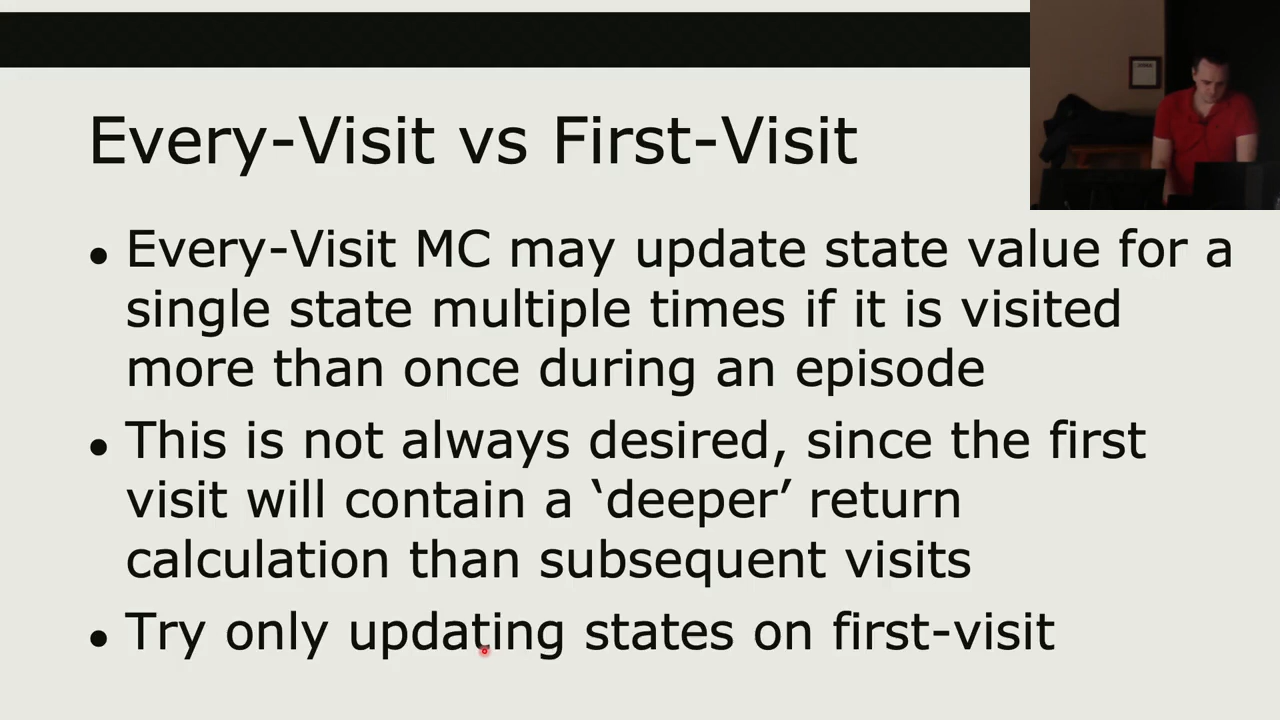 Every-Visit vs First-Visit
• Every-Visit MC may update state value for a
single state multiple times if it is visited
more than once during an episode
• This is not always desired, since the first
visit will contain a ‘deeper’ return
calculation than subsequent visits
• Try only updating states on first-visit